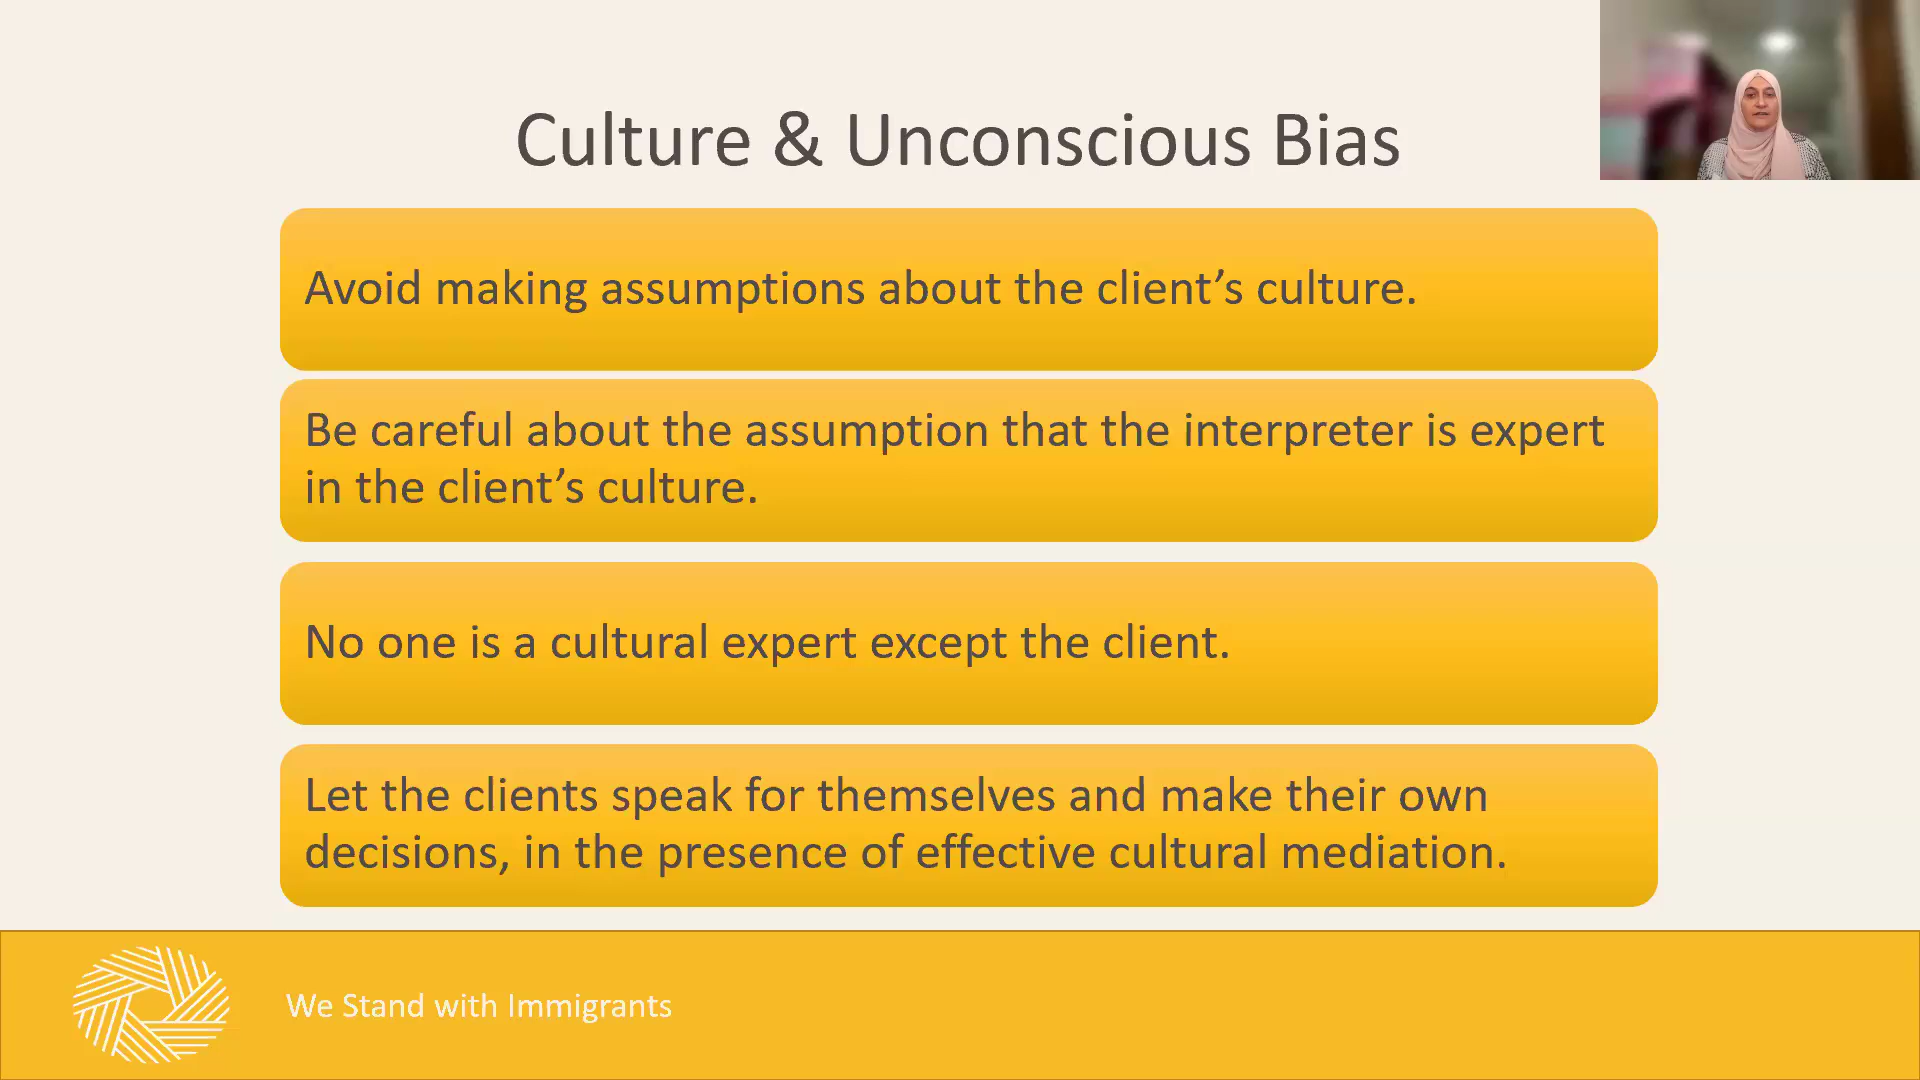 Culture & Unconscious Bias
Avoid making assumptions about the client’s culture.
Be careful about the assumption that the interpreter is expert
in the client’s culture.
No one is a cultural expert except the client.
Let the clients speak for themselves and make their own
decisions, in the presence of effective cultural mediation.
We Stand with Immigrants